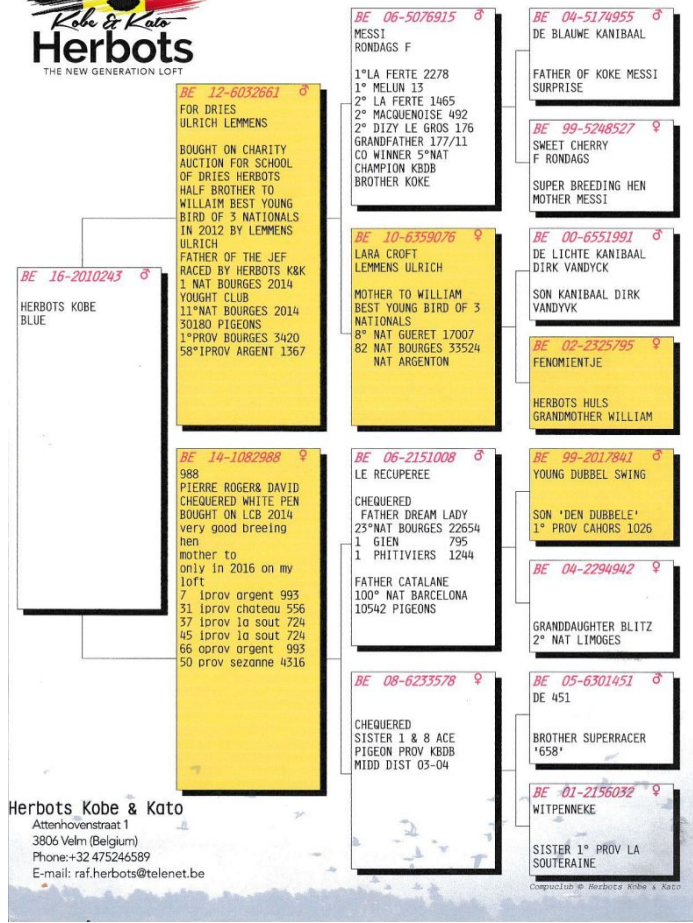 Kobe & Kato
Herbots
THE NEW GENERATION LOFT
BE 16-2010243 ♂
HERBOTS KOBE
BLUE
BE 12-6032661 ♂
FOR DRIES
ULRICH LEMMENS
BOUGHT ON CHARITY
AUCTION FOR SCHOOL
OF DRIES HERBOTS
HALF BROTHER TO
WILLAIM BEST YOUNG
BIRD OF 3 NATIONALS
IN 2012 BY LEMMENS
ULRICH
FATHER OF THE JEF
RACED BY HERBOTS K&K
1 NAT BOURGES 2014
YOUGHT CLUB
11°NAT BOURGES 2014
30180 PIGEONS
1°PROV BOURGES 3420
58°IPROV ARGENT 1367
BE 14-1082988 ♀
988
PIERRE ROGER& DAVID
CHEQUERED WHITE PEN
BOUGHT ON LCB 2014
very good breeing
hen
mother to
only in 2016 on my
loft
7 iprov argent 993
31 iprov chateau 556
37 iprov la sout 724
45 iprov la sout 724
66 oprov argent 993
50 prov sezanne 4316
BE 06-5076915 ♂
MESSI
RONDAGS F
1°LA FERTE 2278
1° MELUN 13
2° LA FERTE 1465
2° MACQUENOISE 492
2° DIZY LE GROS 176
GRANDFATHER 177/11
CO WINNER 5°NAT
CHAMPION KBDB
BROTHER KOKE
BE 10-6359076 ♀
LARA CROFT
LEMMENS ULRICH
MOTHER TO WILLIAM
BEST YOUNG BIRD OF 3
NATIONALS
8° NAT GUERET 17007
82 NAT BOURGES 33524
NAT ARGENTON
BE 06-2151008 ♂
LE RECUPEREE
CHEQUERED
FATHER DREAM LADY
23°NAT BOURGES 22654
1 GIEN 795
1 PHITIVIERS 1244
FATHER CATALANE
100° NAT BARCELONA
10542 PIGEONS
BE 08-6233578 ♀
CHEQUERED
SISTER 1 & 8 ACE
PIGEON PROV KBDB
MIDD DIST 03-04
BE 04-5174955 ♂
DE BLAUWE KANIBAAL
FATHER OF KOKE MESSI
SURPRISE
BE 99-5248527 ♀
SWEET CHERRY
F RONDAGS
SUPER BREEDING HEN
MOTHER MESSI
BE 00-6551991 ♂
DE LICHTE KANIBAAL
DIRK VANDYCK
SON KANIBAAL DIRK
VANDYVK
BE 02-2325795 ♀
FENOMIENTJE
HERBOTS HULS
GRANDMOTHER WILLIAM
BE 99-2017841 ♂
YOUNG DUBBEL SWING
SON 'DEN DUBBELE'
1° PROV CAHORS 1026
BE 04-2294942 ♀
GRANDDAUGHTER BLITZ
2° NAT LIMOGES
BE 05-6301451 ♂
DE 451
BROTHER SUPERRACER
'658'
BE 01-2156032 ♀
WITPENNEKE
SISTER 1° PROV LA
SOUTERAINE
Herbots Kobe & Kato
Attenhovenstraat 1
3806 Velm (Belgium)
Phone:+32 475246589
E-mail: raf.herbots@telenet.be
Compuclub © Herbots Kobe & Kato